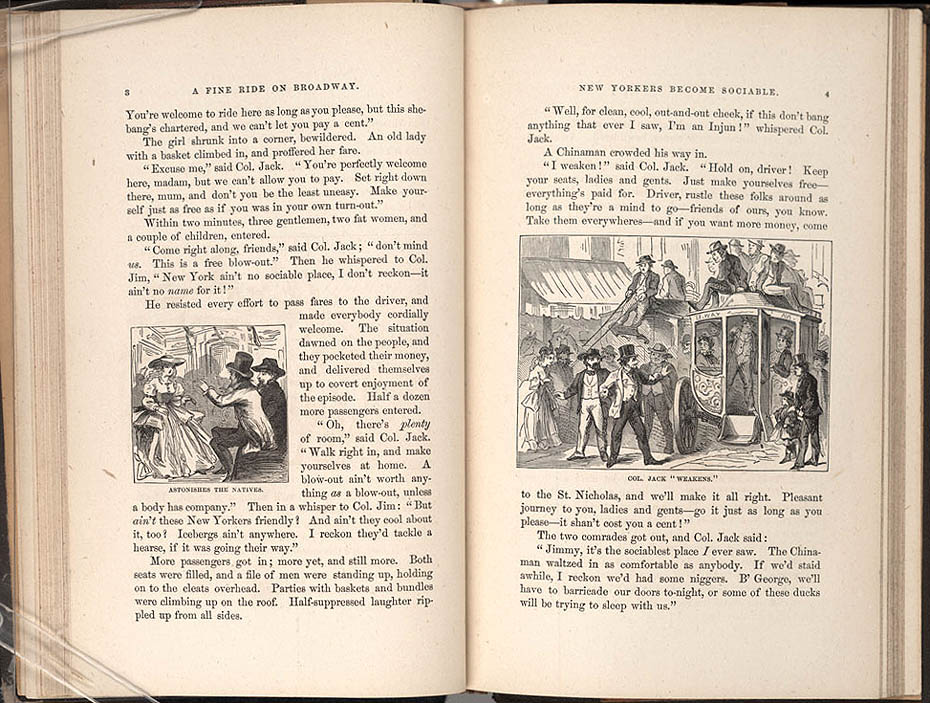 3
A FINE RIDE ON BROADWAY.
You're welcome to ride here as long as you please, but this she-
bang's chartered, and we can't let you pay a cent."
The girl shrunk into a corner, bewildered. An old lady
with a basket climbed in, and proffered her fare.
"Excuse me," said Col. Jack. "You're perfectly welcome
here, madam, but we can't allow you to pay. Set right down
there, mum, and don't you be the least uneasy. Make your-
self just as free as if you was in your own turn-out."
Within two minutes, three gentlemen, two fat women, and
a couple of children, entered.
"Come right along, friends," said Col. Jack; "don't mind
us. This is a free blow-out." Then he whispered to Col.
Jim, "New York ain't no sociable place, I don't reckon—it
ain't no name for it!"
He resisted every effort to pass fares to the driver, and
made everybody cordially
welcome. The situation
dawned on the people, and
they pocketed their money,
and delivered themselves
up to covert enjoyment of
the episode. Half a dozen
more passengers entered.
"Oh, there's plenty
of room," said Col. Jack.
"Walk right in, and make
yourselves at home. A
blow-out ain't worth any-
thing as a blow-out, unless
ASTONISHES THE NATIVES.
a body has company." Then in a whisper to Col. Jim: "But
ain't these New Yorkers friendly? And ain't they cool about
it, too? Icebergs ain't anywhere. I reckon they'd tackle a
hearse, if it was going their way."
More passengers got in; more yet, and still more. Both
seats were filled, and a file of men were standing up, holding
on to the cleats overhead. Parties with baskets and bundles
were climbing up on the roof. Half-suppressed laughter rip-
pled up from all sides.
NEW YORKERS BECOME SOCIABLE.
4
"Well, for clean, cool, out-and-out cheek, if this don't bang
anything that ever I saw, I'm an Injun!" whispered Col.
Jack.
A Chinaman crowded his way in.
"I weaken!" said Col. Jack. "Hold on, driver! Keep
your seats, ladies and gents. Just make yourselves free—
everything's paid for. Driver, rustle these folks around as
long as they're a mind to go—friends of ours, you know.
Take them everywheres—and if you want more money, come
COL. JACK "WEAKENS."
to the St. Nicholas, and we'll make it all right. Pleasant
journey to you, ladies and gents—go it just as long as you
please—it shan't cost you a cent!"
The two comrades got out, and Col. Jack said:
"Jimmy, it's the sociablest place I ever saw. The China-
man waltzed in as comfortable as anybody. If we'd staid
awhile, I reckon we'd had some niggers. B' George, we'll
have to barricade our doors to-night, or some of these ducks
will be trying to sleep with us."